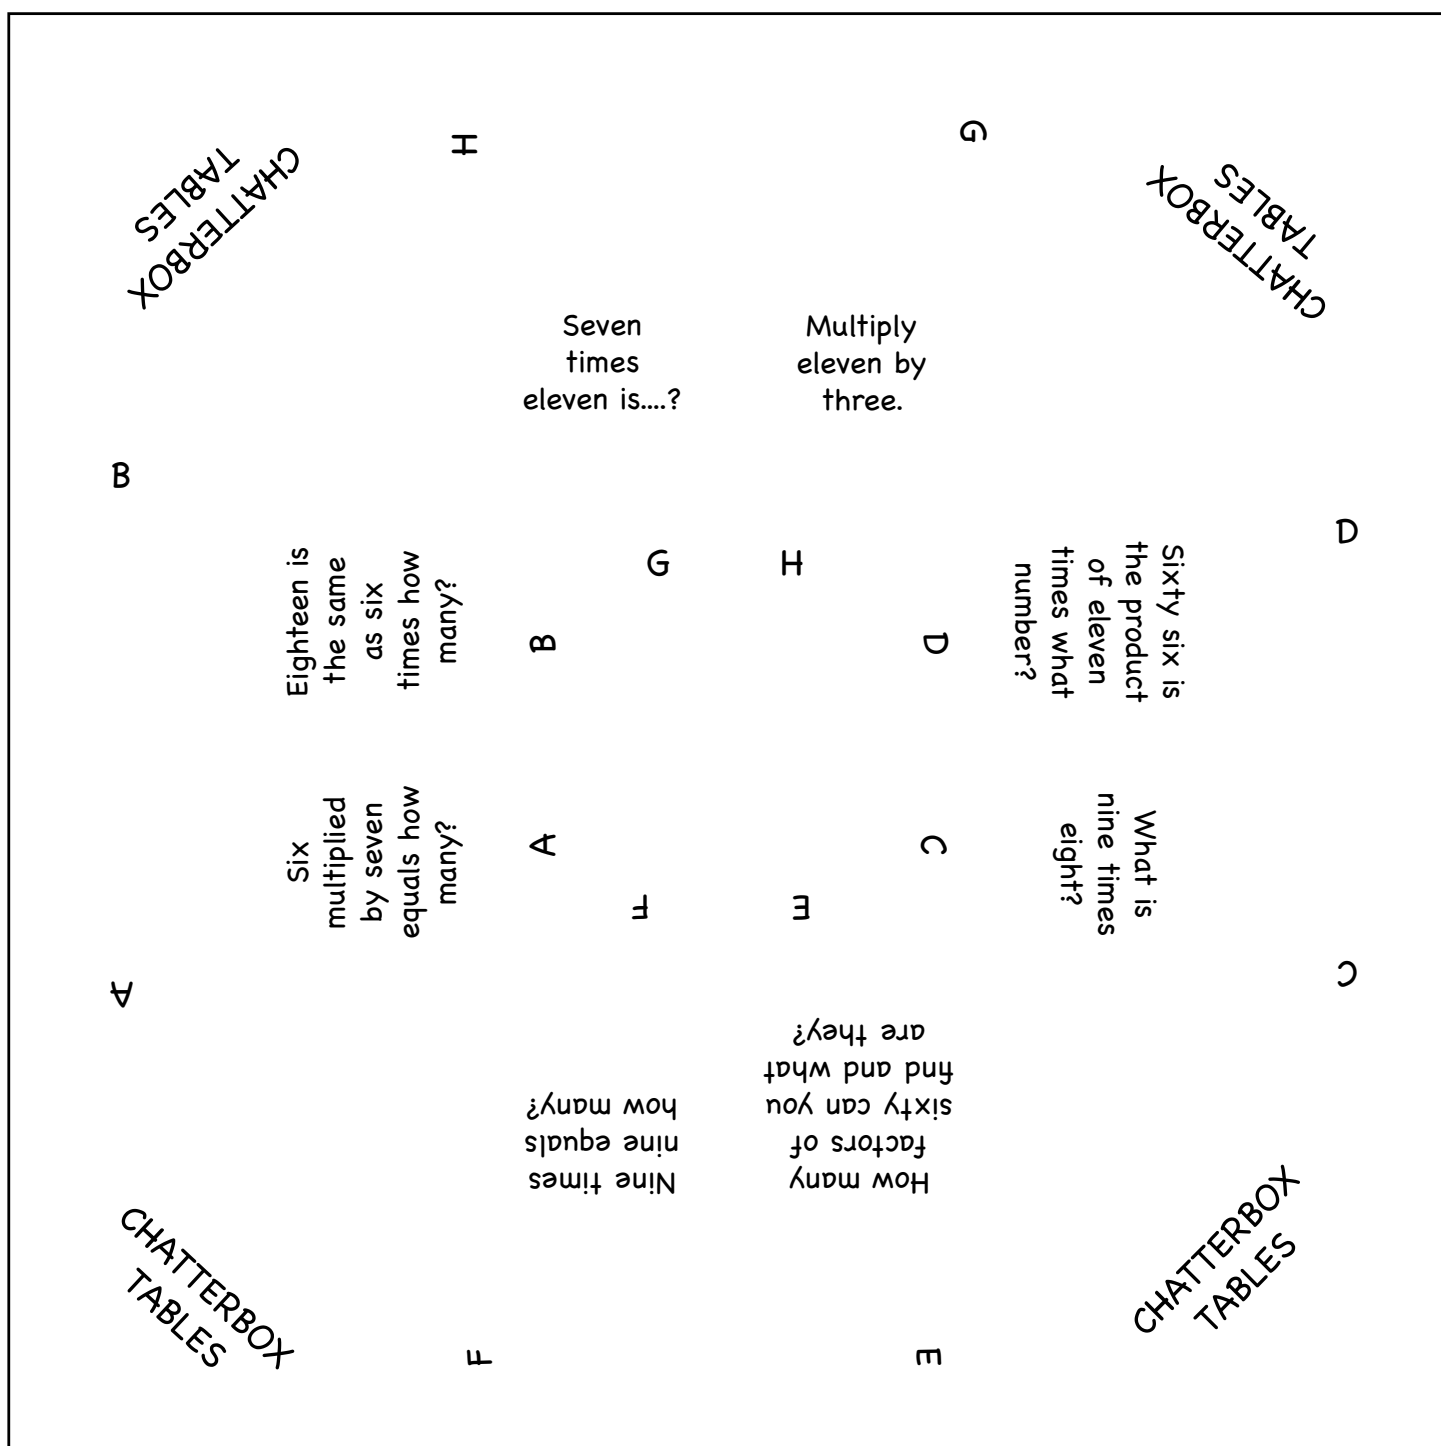 H
G
CHATTERBOX
TABLES
CHATTERBOX
TABLES
Seven
times
eleven is....?
Multiply
eleven by
three.
B
D
Eighteen is
the same
as six
times how
many?
G
H
B
D
Sixty six is
the product
of eleven
times what
number?
Six
multiplied
by seven
equals how
many?
A
C
F
E
What is
nine times
eight?
A
C
Nine times
nine equals
how many?
How many
factors of
sixty can you
find and what
are they?
CHATTERBOX
TABLES
CHATTERBOX
TABLES
F
E